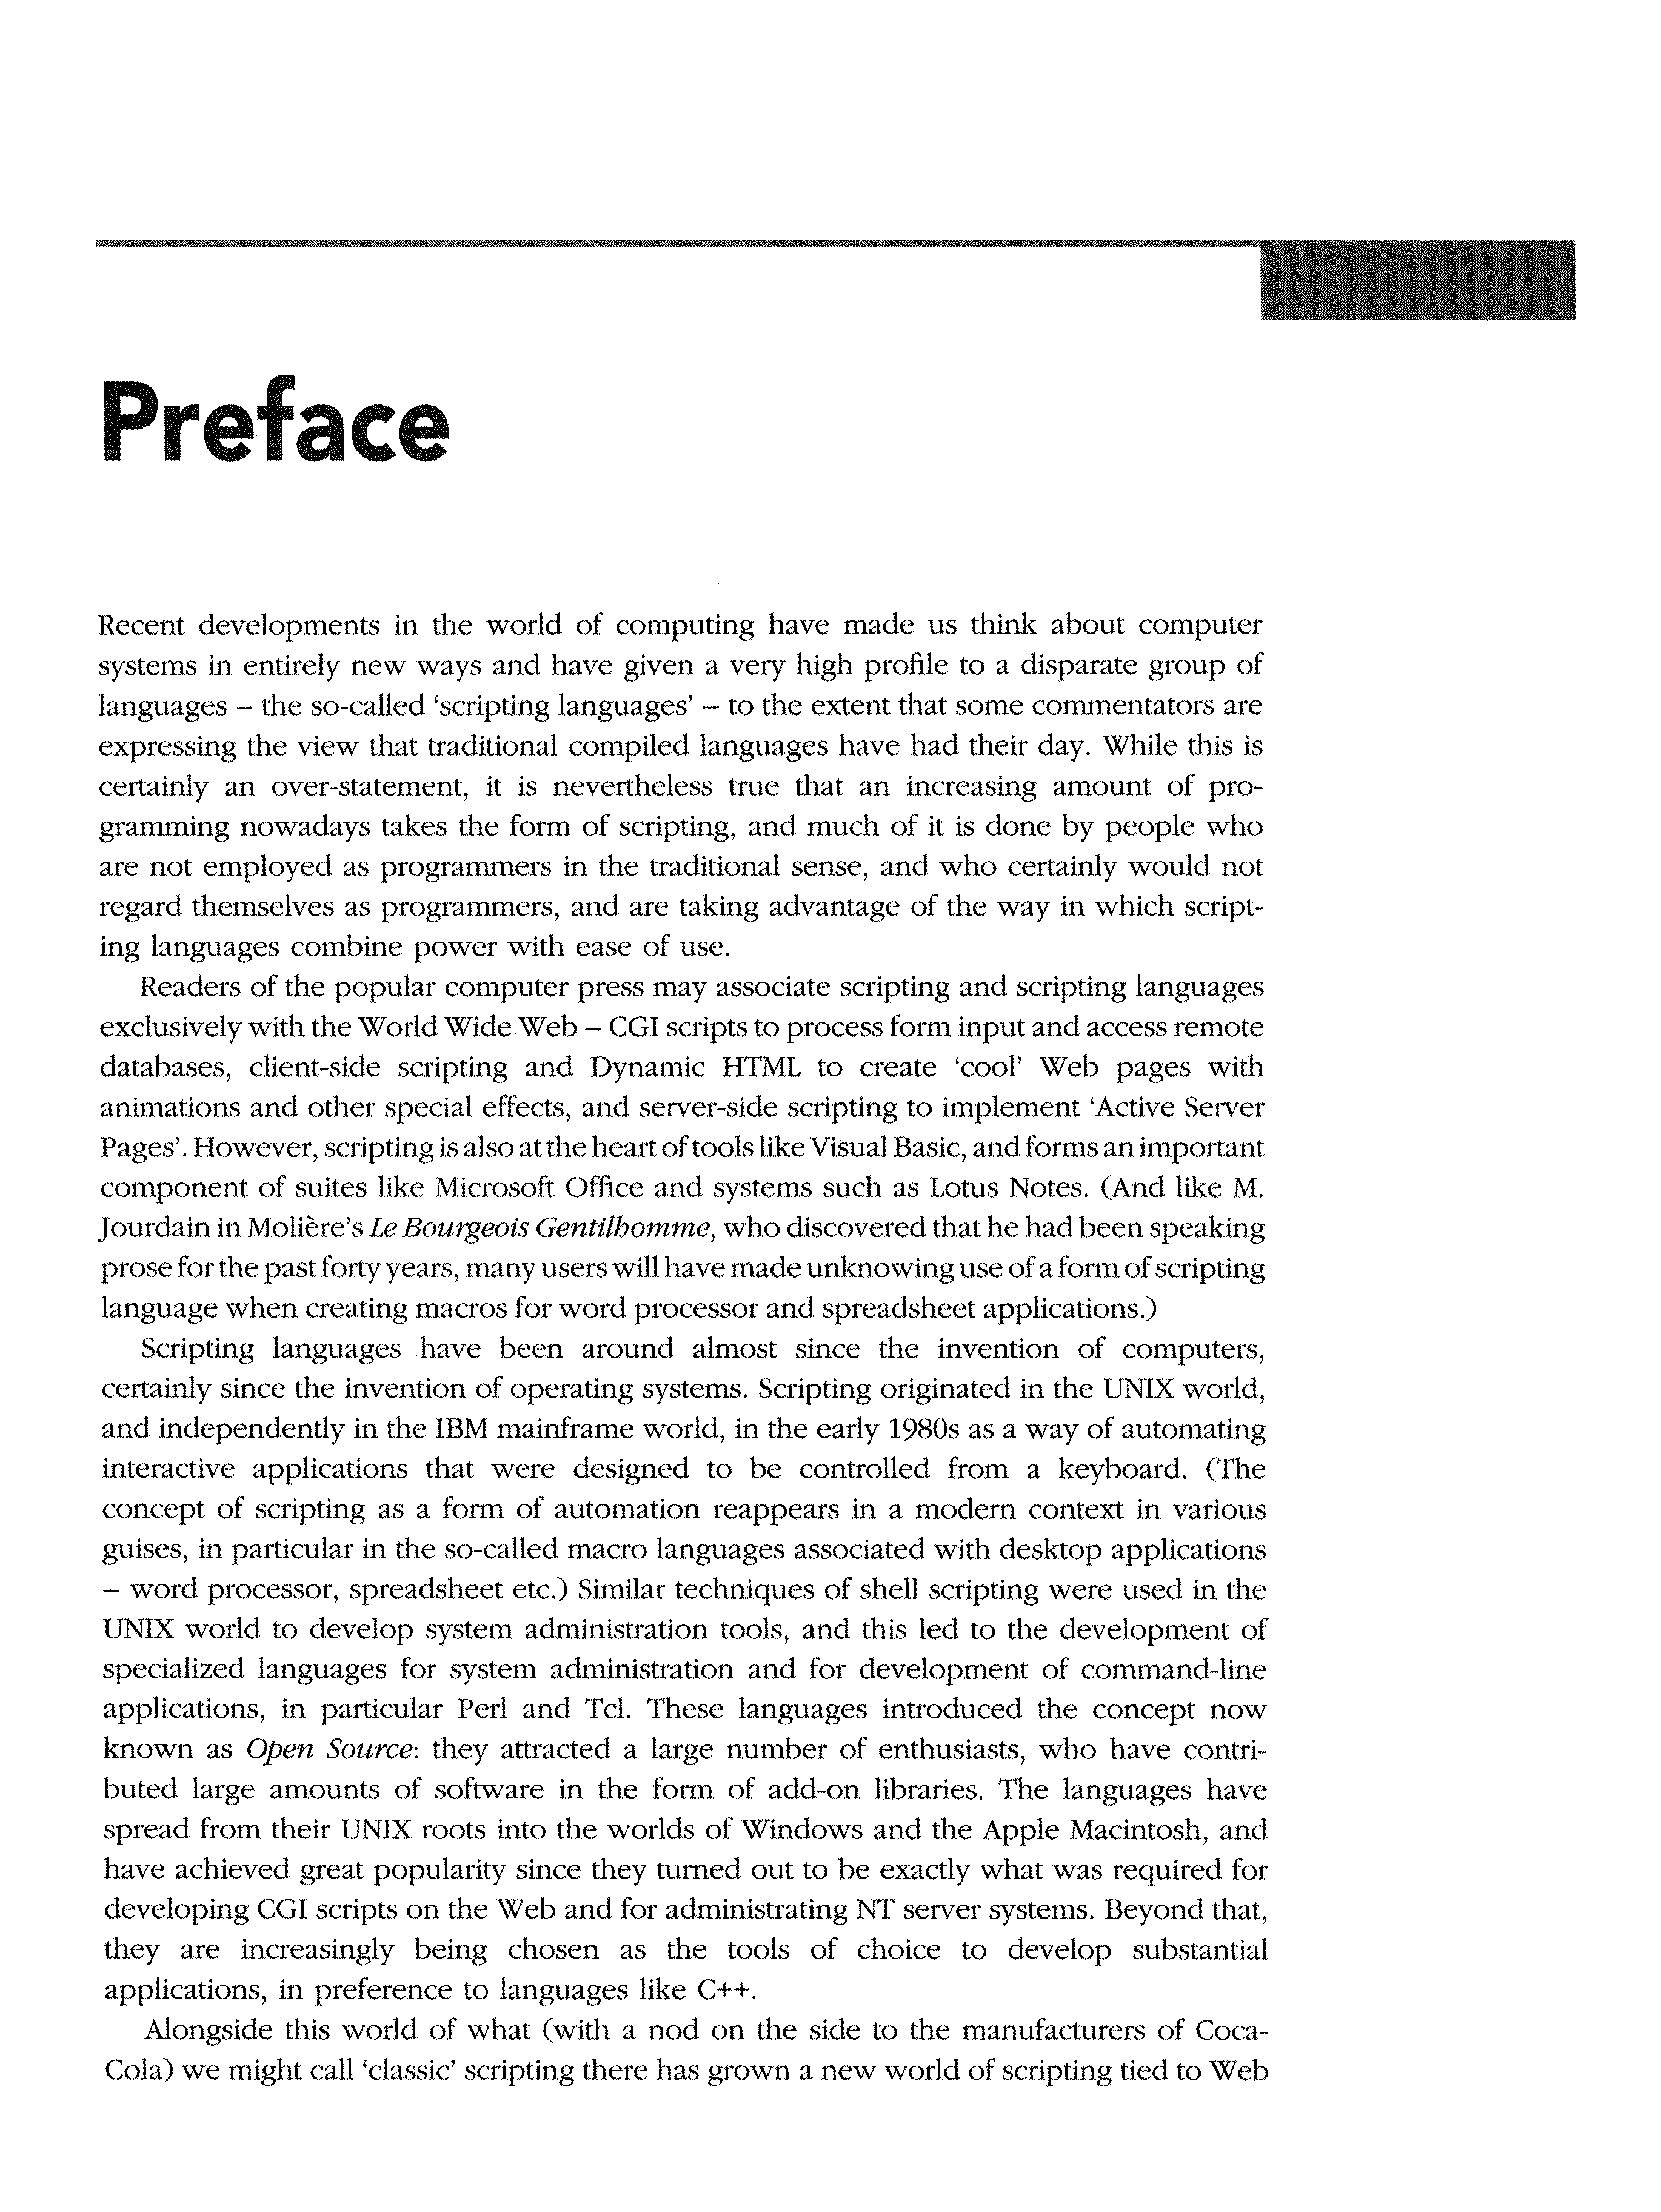 Preface
Recent developments in the world of computing have made us think about computer
systems in entirely new ways and have given a very high profile to a disparate group of
languages – the so-called ‘scripting languages’ – to the extent that some commentators are
expressing the view that traditional compiled languages have had their day. While this is
certainly an over-statement, it is nevertheless true that an increasing amount of pro-
gramming nowadays takes the form of scripting, and much of it is done by people who
are not employed as programmers in the traditional sense, and who certainly would not
regard themselves as programmers, and are taking advantage of the way in which script-
ing languages combine power with ease of use.
Readers of the popular computer press may associate scripting and scripting languages
exclusively with the World Wide Web – CGI scripts to process form input and access remote
databases, client-side scripting and Dynamic HTML to create ‘cool’ Web pages with
animations and other special effects, and server-side scripting to implement ‘Active Server
Pages’. However, scripting is also at the heart of tools like Visual Basic, and forms an important
component of suites like Microsoft Office and systems such as Lotus Notes. (And like M.
Jourdain in Molière’s Le Bourgeois Gentilhomme, who discovered that he had been speaking
prose for the past forty years, many users will have made unknowing use of a form of scripting
language when creating macros for word processor and spreadsheet applications.)
Scripting languages have been around almost since the invention of computers,
certainly since the invention of operating systems. Scripting originated in the UNIX world,
and independently in the IBM mainframe world, in the early 1980s as a way of automating
interactive applications that were designed to be controlled from a keyboard. (The
concept of scripting as a form of automation reappears in a modern context in various
guises, in particular in the so-called macro languages associated with desktop applications
– word processor, spreadsheet etc.) Similar techniques of shell scripting were used in the
UNIX world to develop system administration tools, and this led to the development of
specialized languages for system administration and for development of command-line
applications, in particular Perl and Tcl. These languages introduced the concept now
known as Open Source: they attracted a large number of enthusiasts, who have contri-
buted large amounts of software in the form of add-on libraries. The languages have
spread from their UNIX roots into the worlds of Windows and the Apple Macintosh, and
have achieved great popularity since they turned out to be exactly what was required for
developing CGI scripts on the Web and for administrating NT server systems. Beyond that,
they are increasingly being chosen as the tools of choice to develop substantial
applications, in preference to languages like C++.
Alongside this world of what (with a nod on the side to the manufacturers of Coca-
Cola) we might call ‘classic’ scripting there has grown a new world of scripting tied to Web